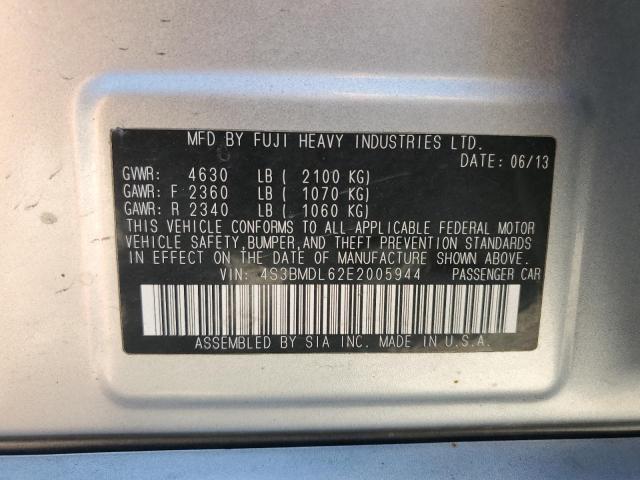 MFD BY FUJI HEAVY INDUSTRIES LTD.
DATE: 06/13
GVWR: 4630 LB ( 2100 KG)
GAWR: F 2360 LB ( 1070 KG)
GAWR: R 2340 LB ( 1060 KG)
THIS VEHICLE CONFORMS TO ALL APPLICABLE FEDERAL MOTOR
VEHICLE SAFETY,BUMPER,AND THEFT PREVENTION STANDARDS
IN EFFECT ON THE DATE OF MANUFACTURE SHOWN ABOVE.
VIN: 4S3BMDL62E2005944 PASSENGER CAR
ASSEMBLED BY SIA INC. MADE IN U.S.A.